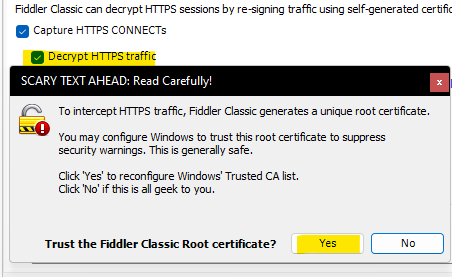 Fiddler Classic can decrypt HTTPS sessions by re-signing traffic using self-generated certific
Capture HTTPS CONNECTs
Decrypt HTTPS traffic
SCARY TEXT AHEAD: Read Carefully!
x
To intercept HTTPS traffic, Fiddler Classic generates a unique root certificate.
You may configure Windows to trust this root certificate to suppress
security warnings. This is generally safe.
Click 'Yes' to reconfigure Windows' Trusted CA list.
Click 'No' if this is all geek to you.
Trust the Fiddler Classic Root certificate?
Yes
No